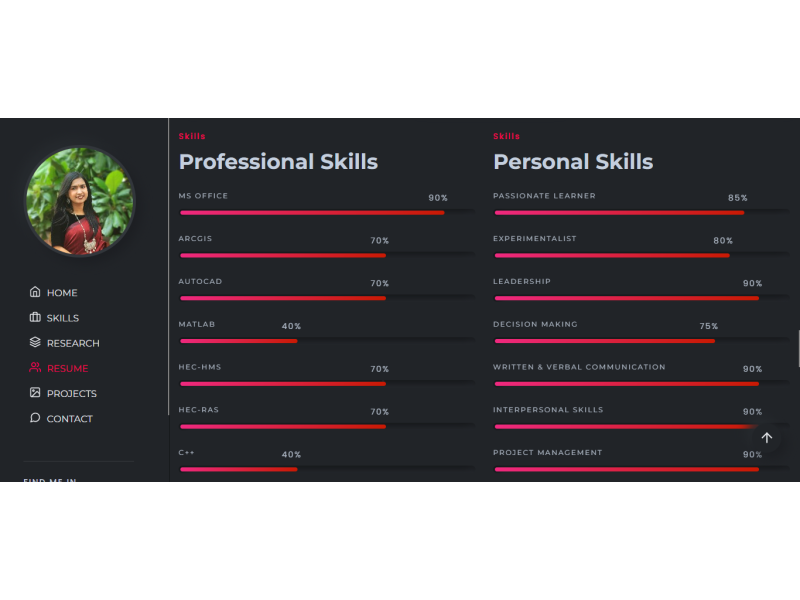 HOME
SKILLS
RESEARCH
RESUME
PROJECTS
CONTACT
FIND ME IN
Skills
Professional Skills
MS OFFICE 90%
ARCGIS 70%
AUTOCAD 70%
MATLAB 40%
HEC-HMS 70%
HEC-RAS 70%
C++ 40%
Skills
Personal Skills
PASSIONATE LEARNER 85%
EXPERIMENTALIST 80%
LEADERSHIP 90%
DECISION MAKING 75%
WRITTEN & VERBAL COMMUNICATION 90%
INTERPERSONAL SKILLS 90%
PROJECT MANAGEMENT 90%